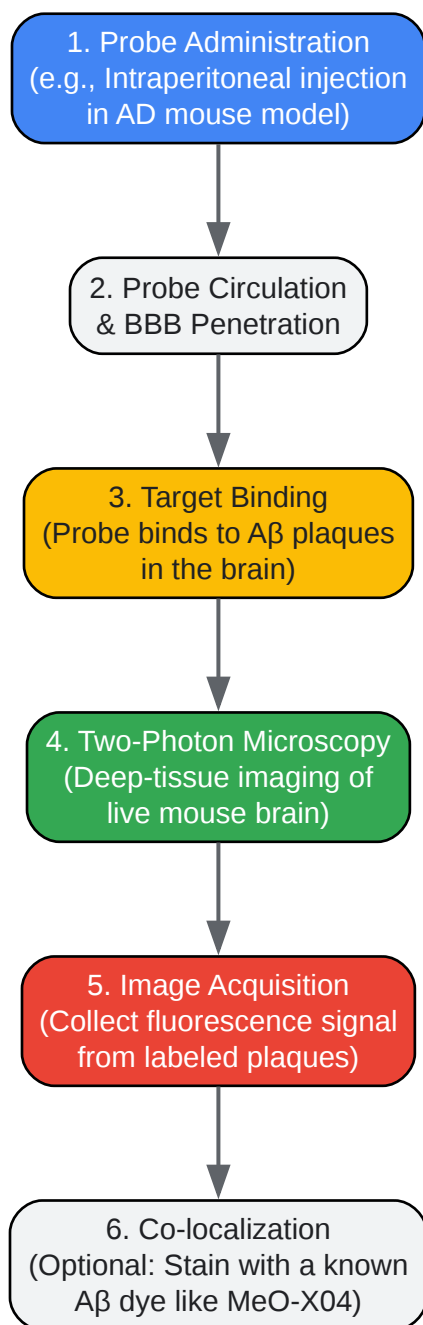 1. Probe Administration
(e.g., Intraperitoneal injection
in AD mouse model)
2. Probe Circulation
& BBB Penetration
3. Target Binding
(Probe binds to Aβ plaques
in the brain)
4. Two-Photon Microscopy
(Deep-tissue imaging of
live mouse brain)
5. Image Acquisition
(Collect fluorescence signal
from labeled plaques)
6. Co-localization
(Optional: Stain with a known
Aβ dye like MeO-X04)